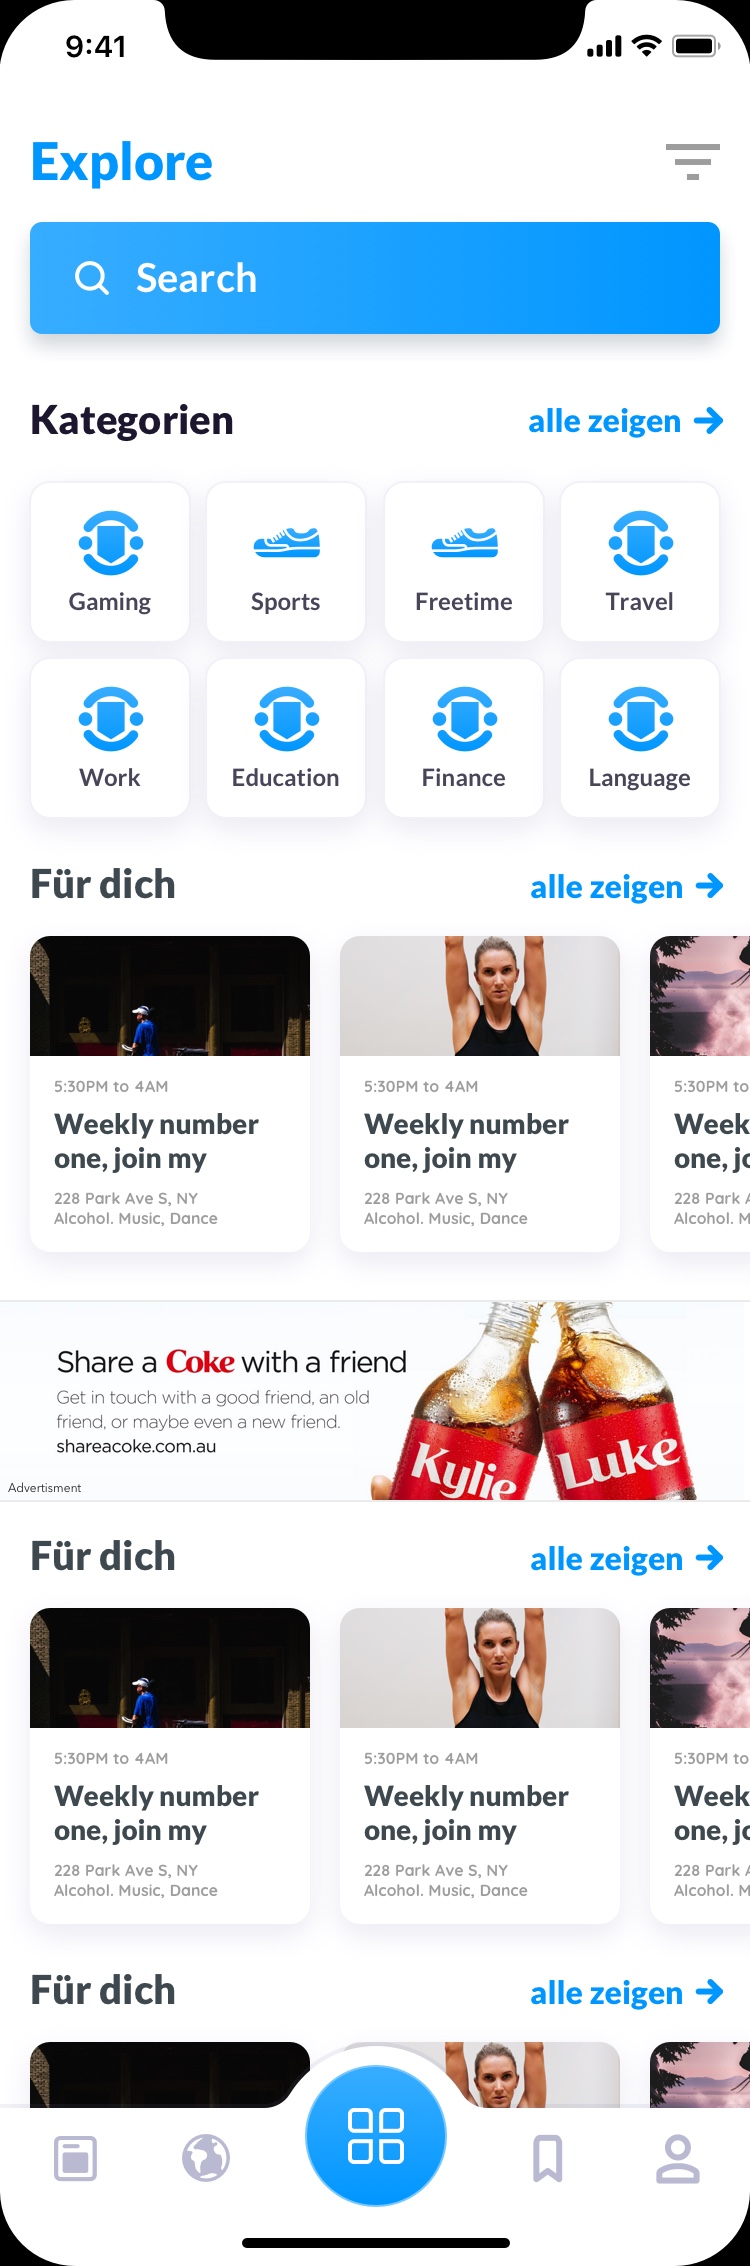 9:41
Explore
Search
Kategorien
alle zeigen
Gaming
Sports
Freetime
Travel
Work
Education
Finance
Language
Für dich
alle zeigen
5:30PM to 4AM
Weekly number
one, join my
228 Park Ave S, NY
Alcohol. Music, Dance
5:30PM to 4AM
Weekly number
one, join my
228 Park Ave S, NY
Alcohol. Music, Dance
5:30PM to
Week
one, jo
228 Park A
Alcohol. M
Share a Coke with a friend
Get in touch with a good friend, an old
friend, or maybe even a new friend.
shareacoke.com.au
Kylie
Luke
Advertisment
Für dich
alle zeigen
5:30PM to 4AM
Weekly number
one, join my
228 Park Ave S, NY
Alcohol. Music, Dance
5:30PM to 4AM
Weekly number
one, join my
228 Park Ave S, NY
Alcohol. Music, Dance
5:30PM to
Week
one, jo
228 Park A
Alcohol. M
Für dich
alle zeigen